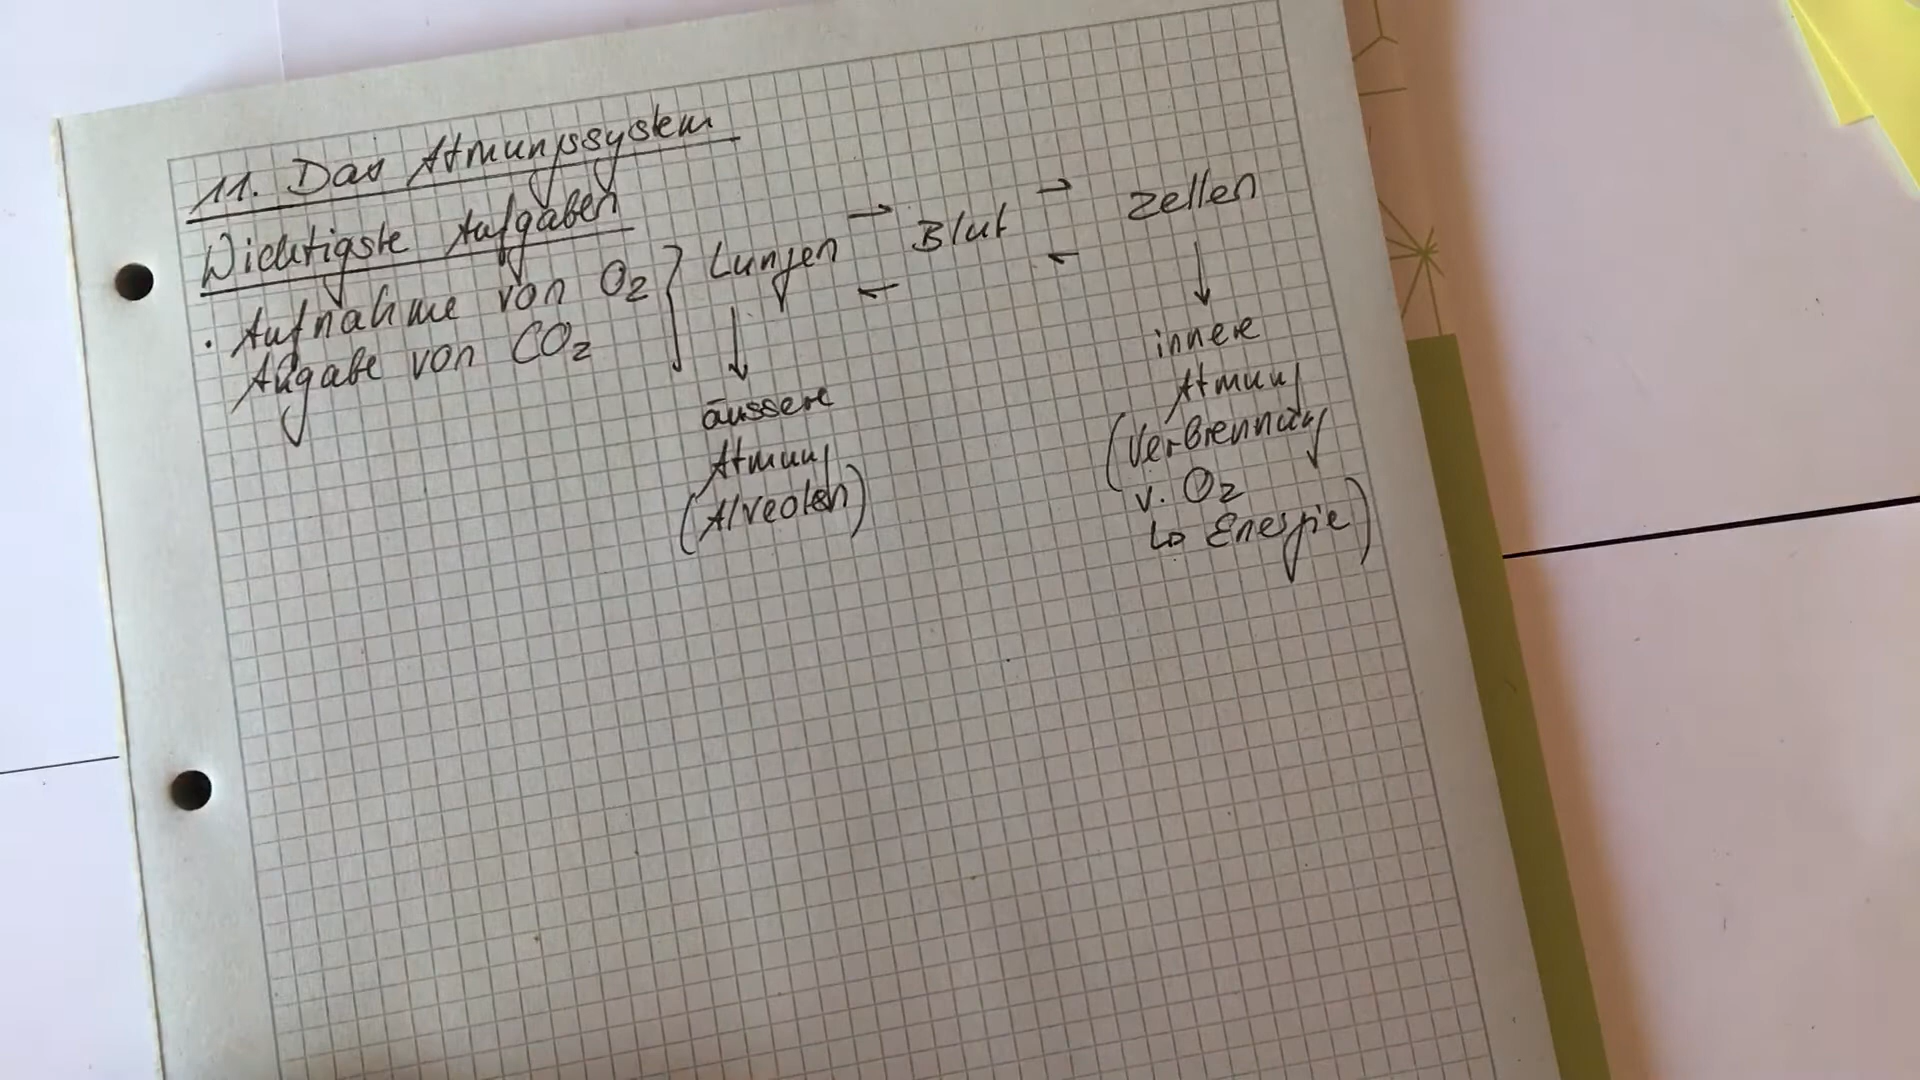 11. Das Atmungssystem
Wichtigste Aufgaben
· Aufnahme von O₂ } Lungen → ← Blut → ← Zellen
Abgabe von CO₂
↓
äussere
Atmung
(Alveolen)
↓
innere
Atmung
(Verbrennung
v. O₂
↳ Energie)